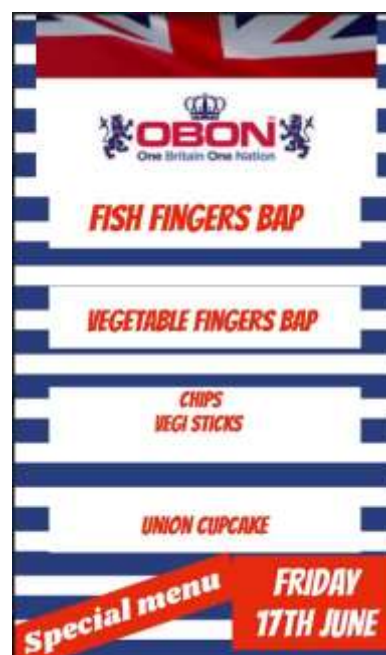 OBON
One Britain One Nation
FISH FINGERS BAP
VEGETABLE FINGERS BAP
CHIPS
VEGI STICKS
UNION CUPCAKE
Special menu
FRIDAY
17TH JUNE